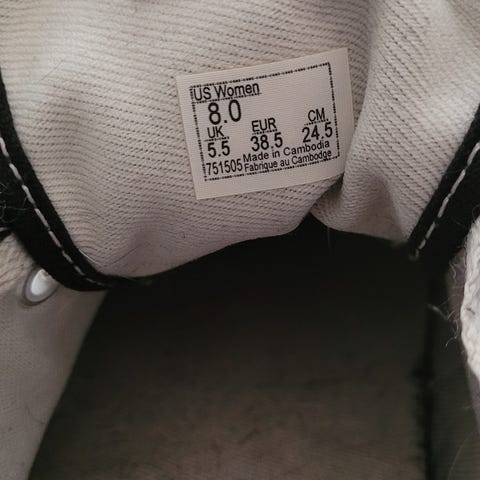 US Women
8.0
UK EUR CM
5.5 38.5 24.5
751505 Made in Cambodia
Fabrique au Cambodge